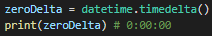 zeroDelta = datetime.timedelta()
print(zeroDelta) # 0:00:00